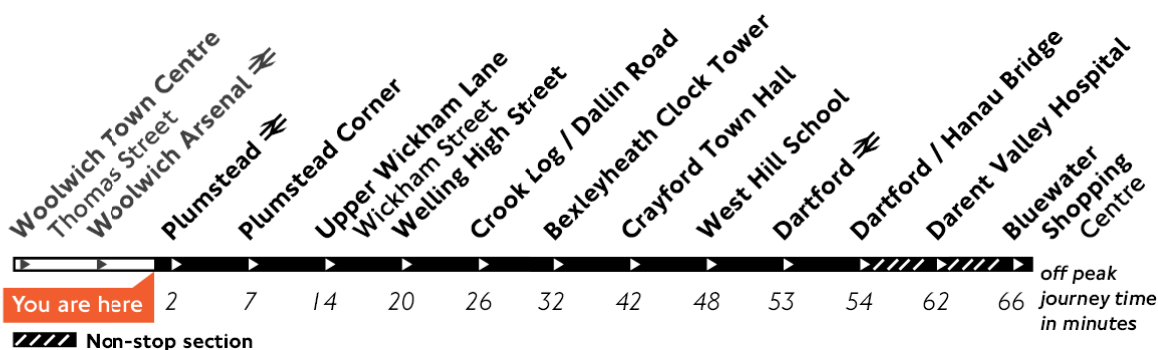 Woolwich Town Centre
Thomas Street
Woolwich Arsenal
Plumstead
Plumstead Corner
Upper Wickham Lane
Wickham Street
Welling High Street
Crook Log / Dallin Road
Bexleyheath Clock Tower
Crayford Town Hall
West Hill School
Dartford
Dartford / Hanau Bridge
Darent Valley Hospital
Bluewater
Shopping
Centre
You are here
2 7 14 20 26 32 42 48 53 54 62 66
off peak
journey time
in minutes
Non-stop section